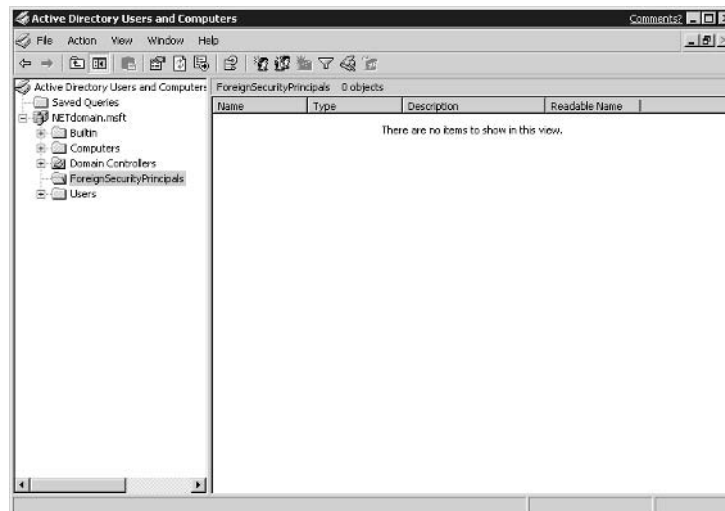 Active Directory Users and Computers Comments?
File Action View Window Help
Active Directory Users and Computers
Saved Queries
NETdomain.msft
Builtin
Computers
Domain Controllers
ForeignSecurityPrincipals
Users
ForeignSecurityPrincipals 0 objects
Name Type Description Readable Name
There are no items to show in this view.